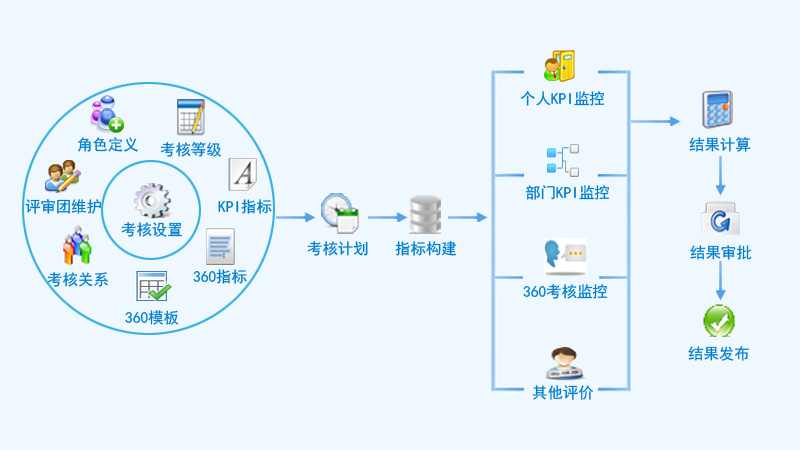 角色定义
考核等级
评审团维护
KPI指标
考核设置
考核关系
360指标
360模板
考核计划
指标构建
个人KPI监控
部门KPI监控
360考核监控
其他评价
结果计算
结果审批
结果发布